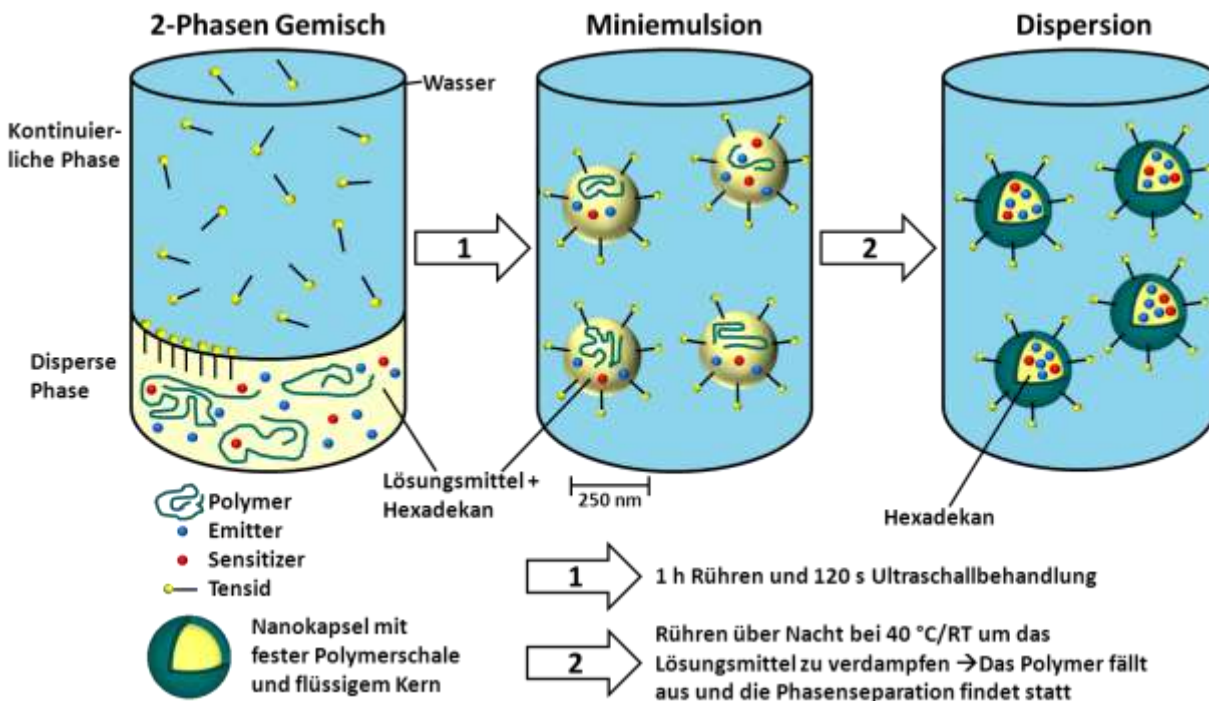 2-Phasen Gemisch
Miniemulsion
Dispersion
Wasser
Kontinuier-
liche Phase
1
2
Disperse
Phase
Lösungsmittel +
Hexadekan
250 nm
Hexadekan
Polymer
Emitter
Sensitizer
Tensid
Nanokapsel mit
fester Polymerschale
und flüssigem Kern
1
1 h Rühren und 120 s Ultraschallbehandlung
2
Rühren über Nacht bei 40 °C/RT um das
Lösungsmittel zu verdampfen →Das Polymer fällt
aus und die Phasenseparation findet statt